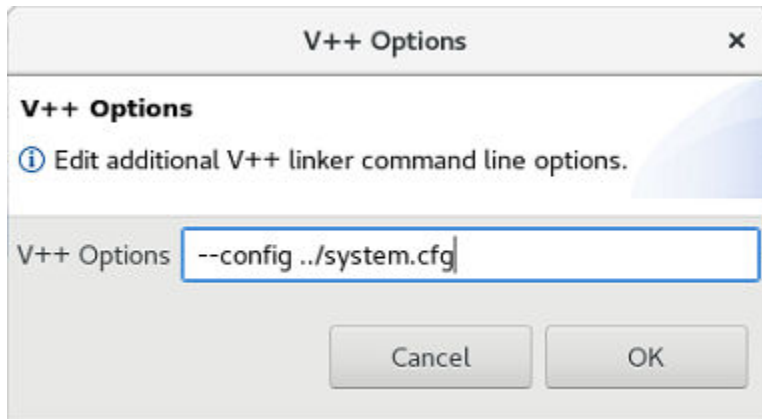 V++ Options
V++ Options
Edit additional V++ linker command line options.
V++ Options --config ../system.cfg
Cancel OK